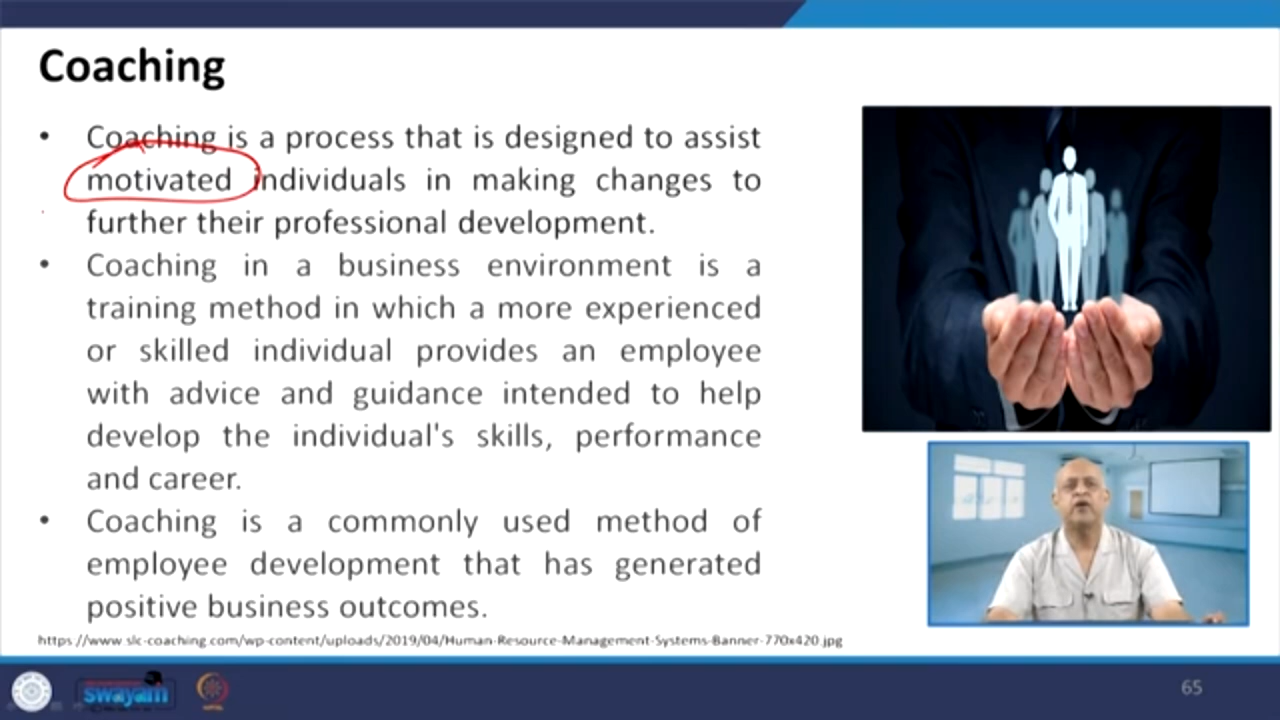 Coaching
• Coaching is a process that is designed to assist
motivated individuals in making changes to
further their professional development.
• Coaching in a business environment is a
training method in which a more experienced
or skilled individual provides an employee
with advice and guidance intended to help
develop the individual's skills, performance
and career.
• Coaching is a commonly used method of
employee development that has generated
positive business outcomes.
https://www.slc-coaching.com/wp-content/uploads/2019/04/Human-Resource-Management-Systems-Banner-770x420.jpg
swayam
65